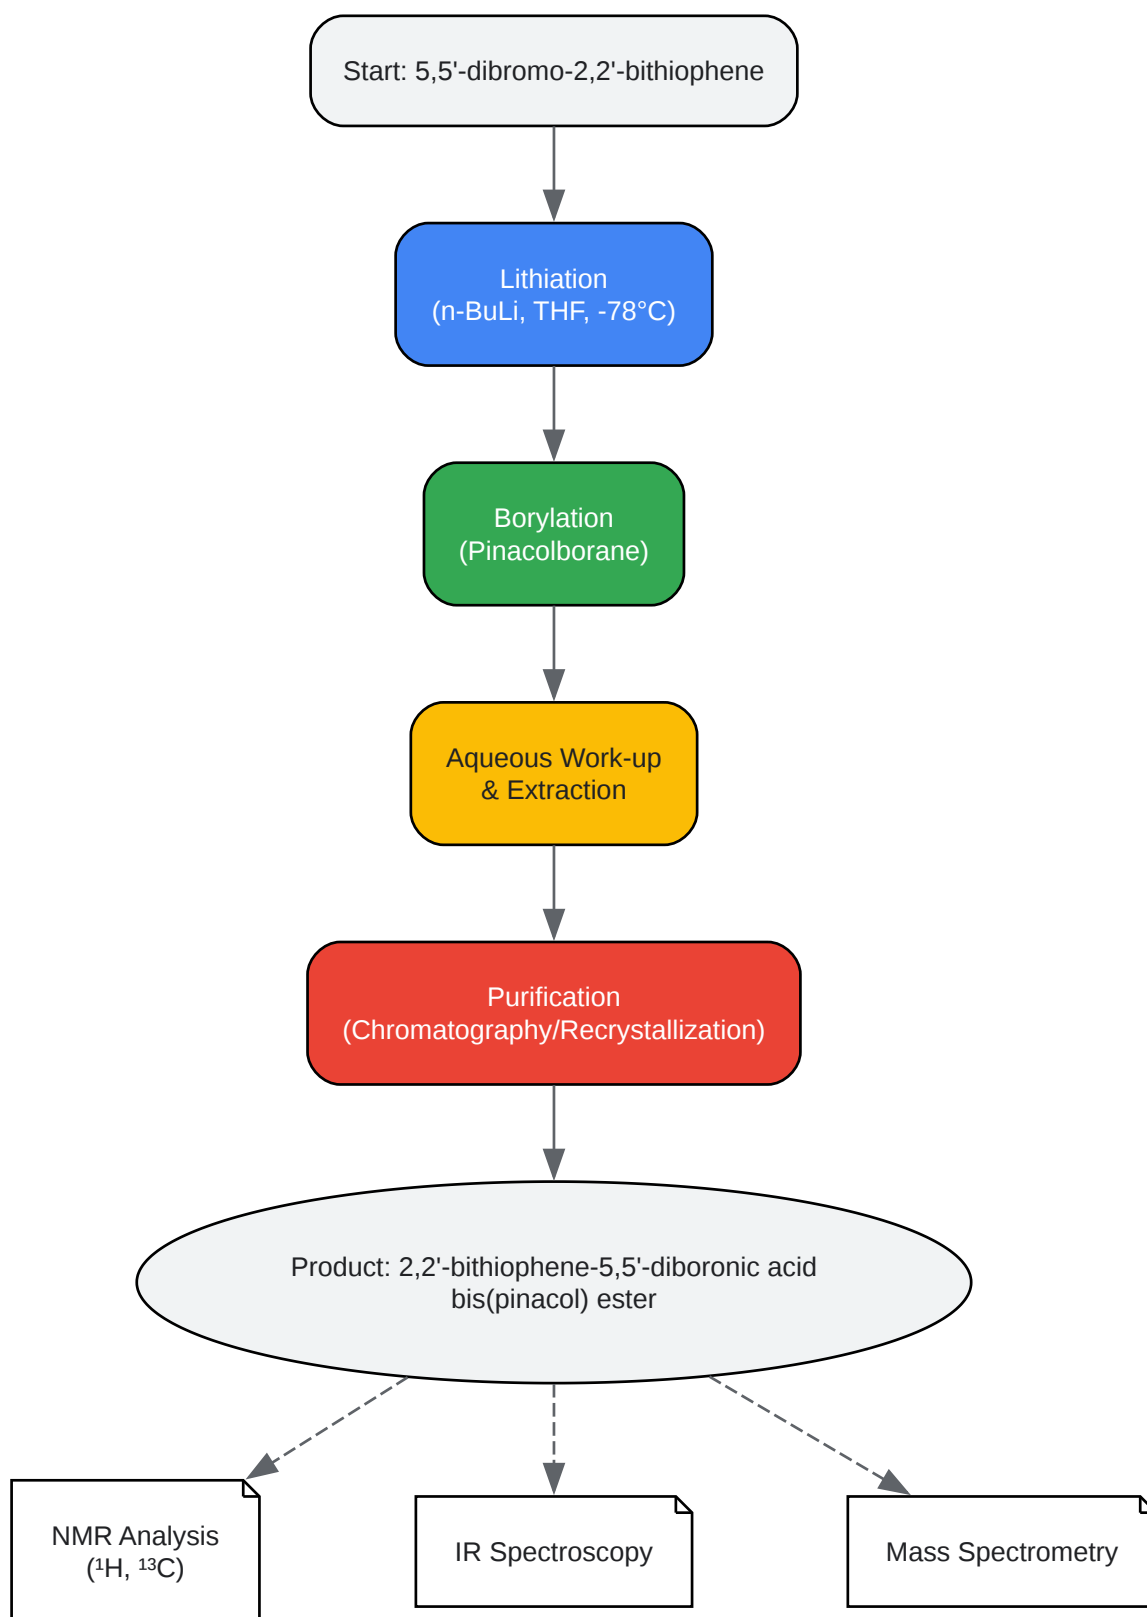 Start: 5,5'-dibromo-2,2'-bithiophene
Lithiation
(n-BuLi, THF, -78°C)
Borylation
(Pinacolborane)
Aqueous Work-up
& Extraction
Purification
(Chromatography/Recrystallization)
Product: 2,2'-bithiophene-5,5'-diboronic acid
bis(pinacol) ester
NMR Analysis
(¹H, ¹³C)
IR Spectroscopy
Mass Spectrometry